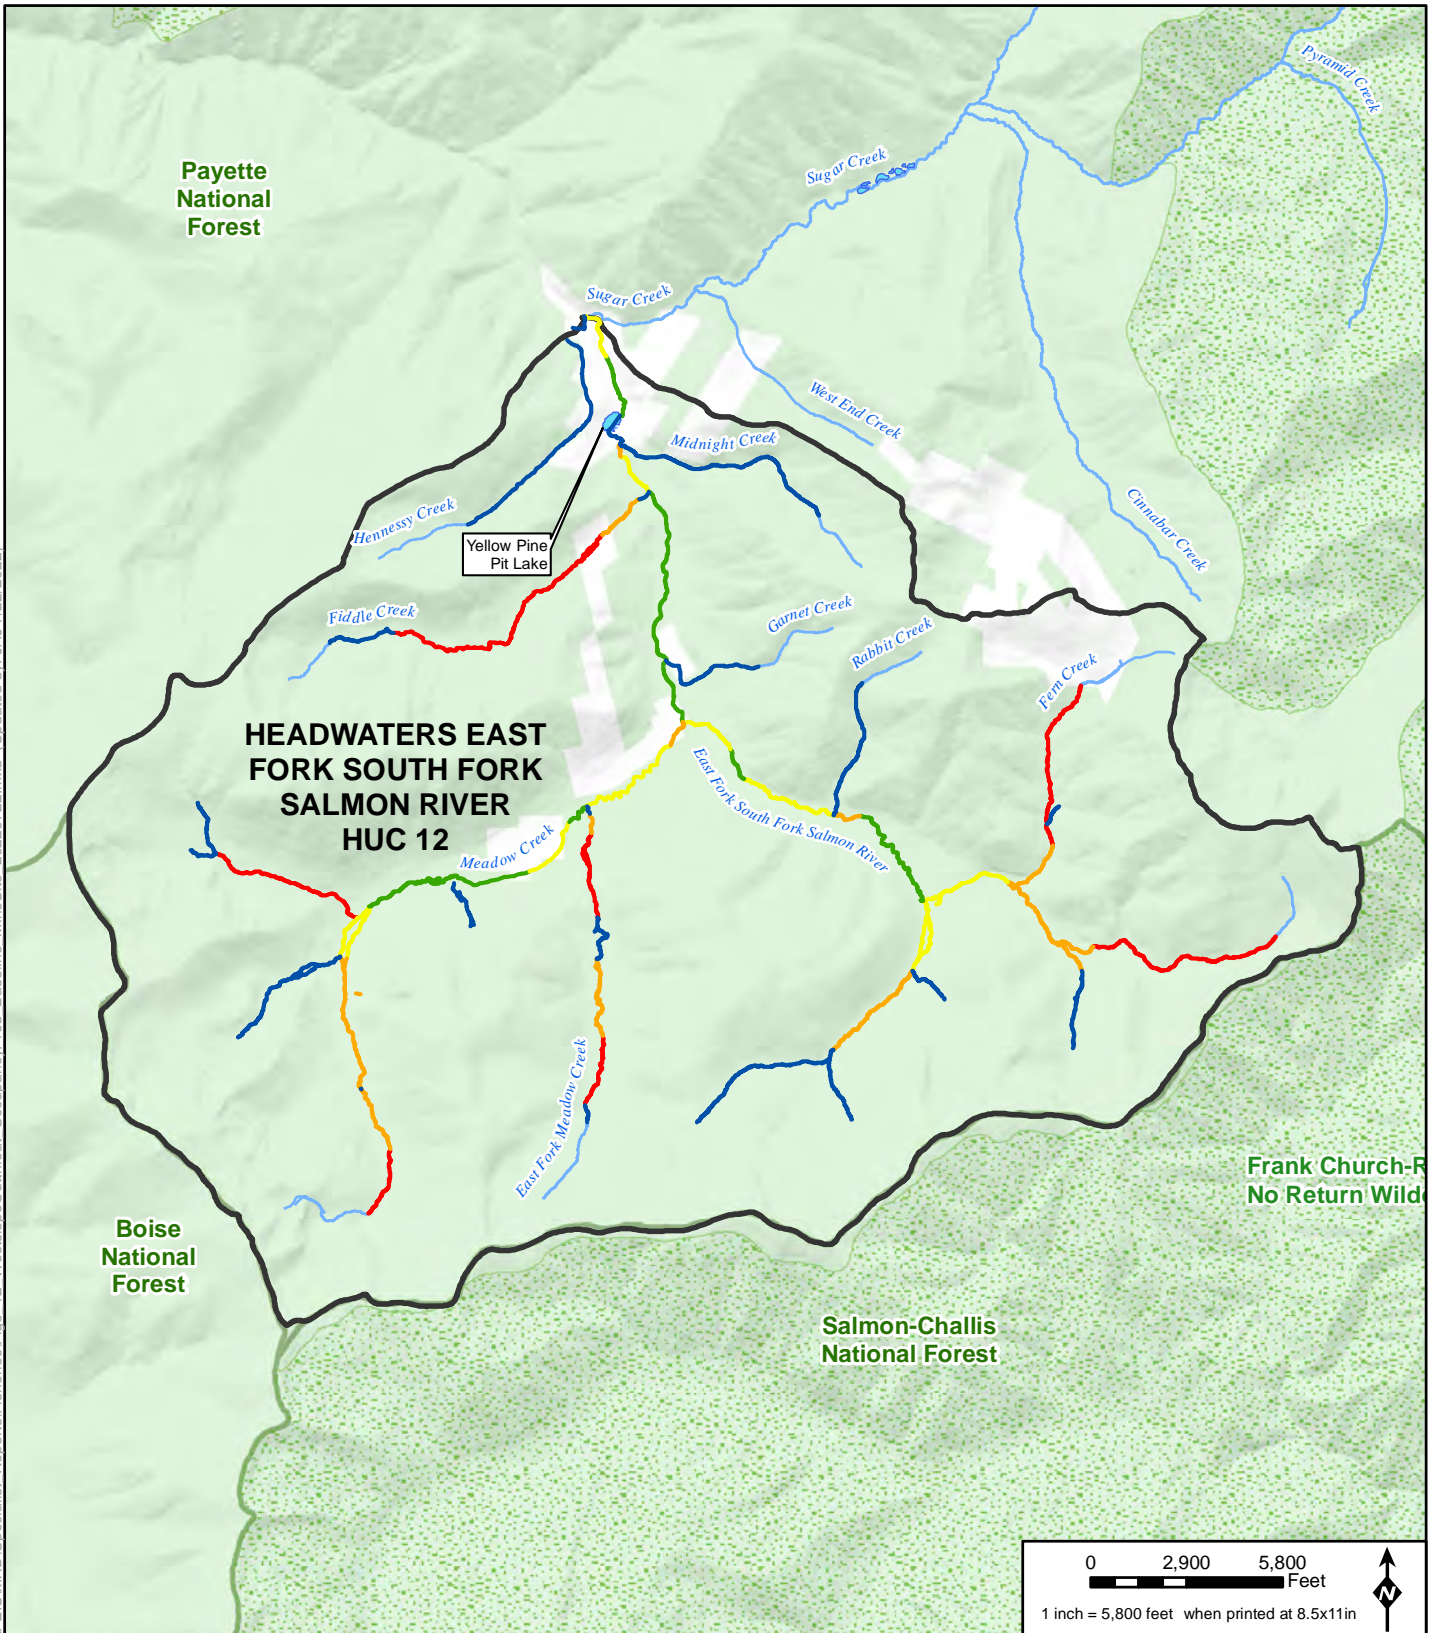 Pyramid Creek
Sugar Creek
Payette
National
Forest
Sugar Creek
West End Creek
Midnight Creek
Cinnabar Creek
Hennessy Creek
Yellow Pine
Pit Lake
Fiddle Creek
Garnet Creek
Rabbit Creek
Fern Creek
HEADWATERS EAST
FORK SOUTH FORK
SALMON RIVER
HUC 12
East Fork South Fork Salmon River
Meadow Creek
East Fork Meadow Creek
Frank Church-R
No Return Wild
Boise
National
Forest
Salmon-Challis
National Forest
0 2,900 5,800
Feet
1 inch = 5,800 feet when printed at 8.5x11in
N